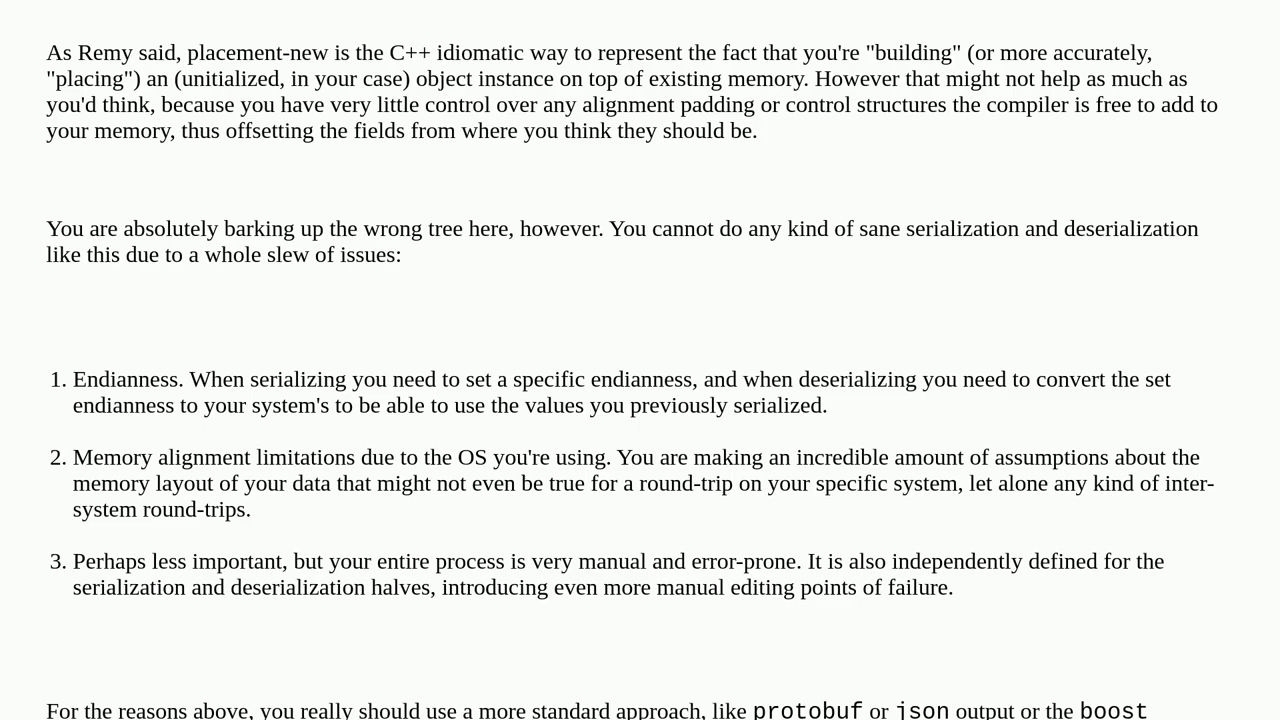 As Remy said, placement-new is the C++ idiomatic way to represent the fact that you're "building" (or more accurately,
"placing") an (unitialized, in your case) object instance on top of existing memory. However that might not help as much as
you'd think, because you have very little control over any alignment padding or control structures the compiler is free to add to
your memory, thus offsetting the fields from where you think they should be.
You are absolutely barking up the wrong tree here, however. You cannot do any kind of sane serialization and deserialization
like this due to a whole slew of issues:
1. Endianness. When serializing you need to set a specific endianness, and when deserializing you need to convert the set
endianness to your system's to be able to use the values you previously serialized.
2. Memory alignment limitations due to the OS you're using. You are making an incredible amount of assumptions about the
memory layout of your data that might not even be true for a round-trip on your specific system, let alone any kind of inter-
system round-trips.
3. Perhaps less important, but your entire process is very manual and error-prone. It is also independently defined for the
serialization and deserialization halves, introducing even more manual editing points of failure.
For the reasons above, you really should use a more standard approach, like protobuf or json output or the boost